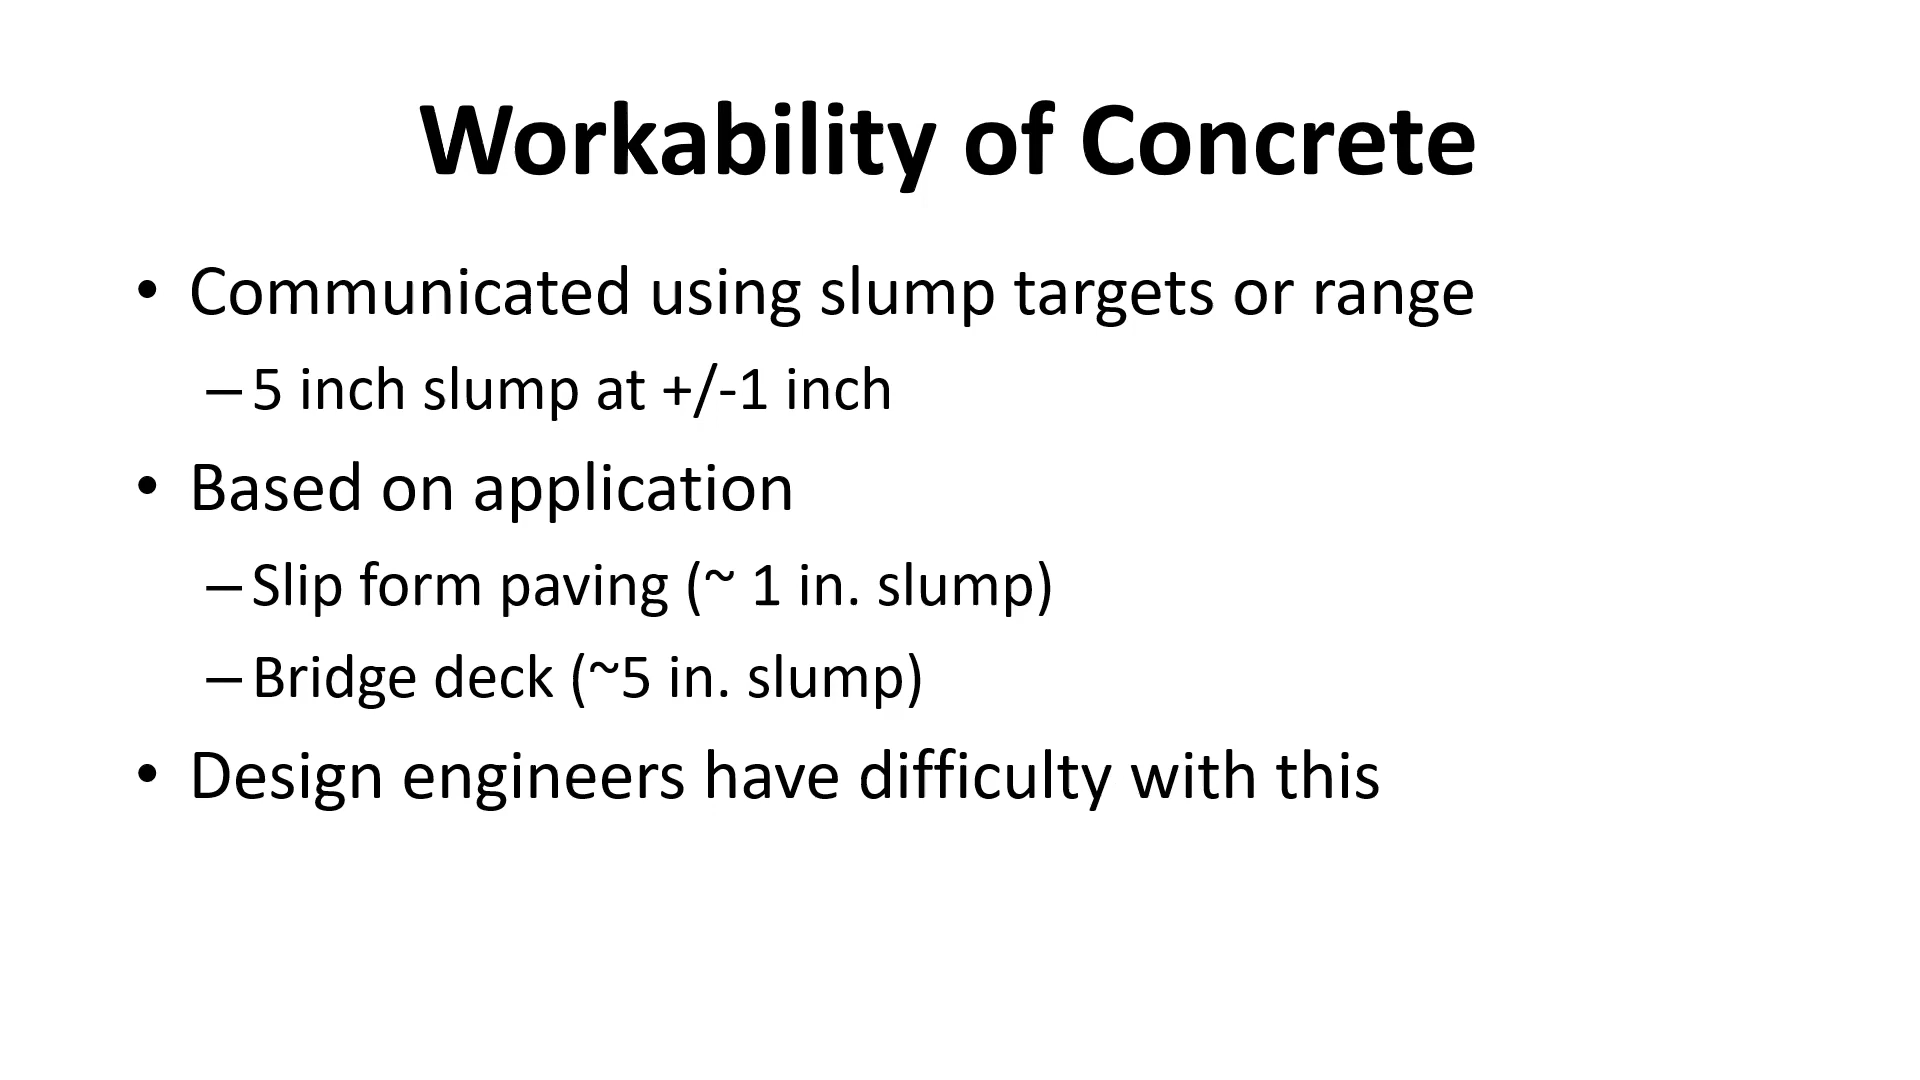 Workability of Concrete
• Communicated using slump targets or range
– 5 inch slump at +/-1 inch
• Based on application
– Slip form paving (~ 1 in. slump)
– Bridge deck (~5 in. slump)
• Design engineers have difficulty with this